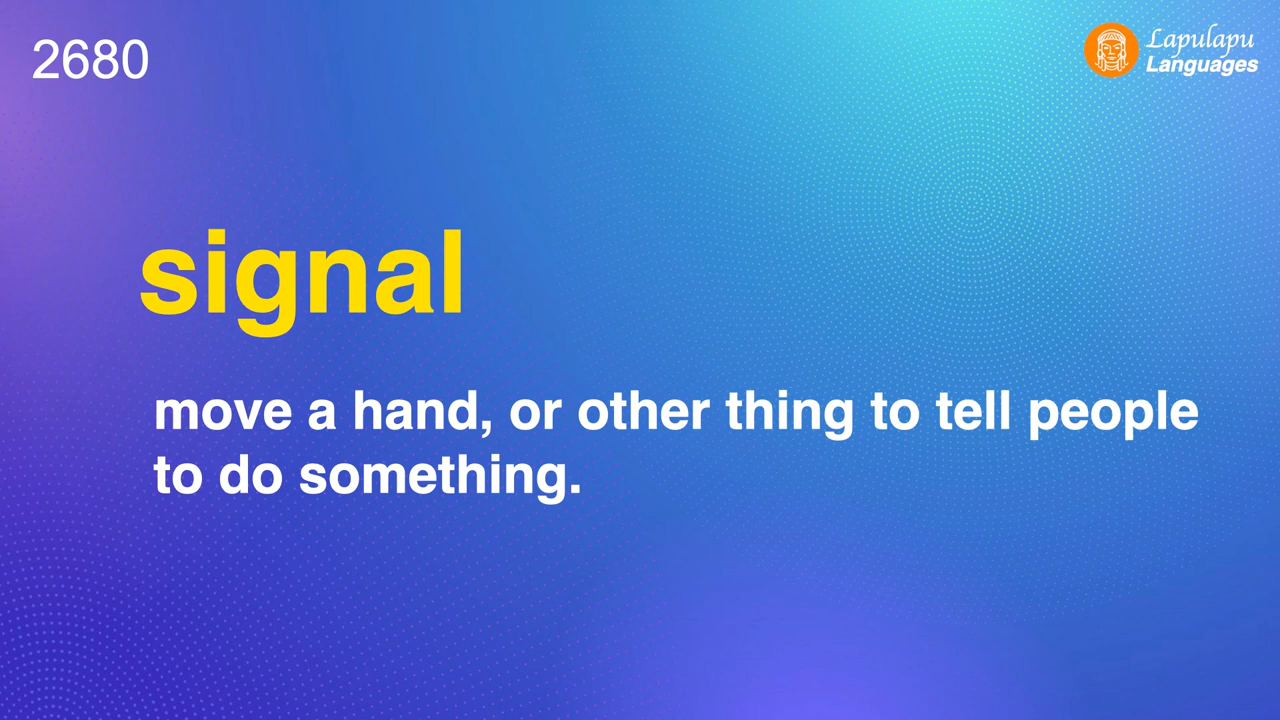 2680
Lapulapu
Languages
signal
move a hand, or other thing to tell people
to do something.